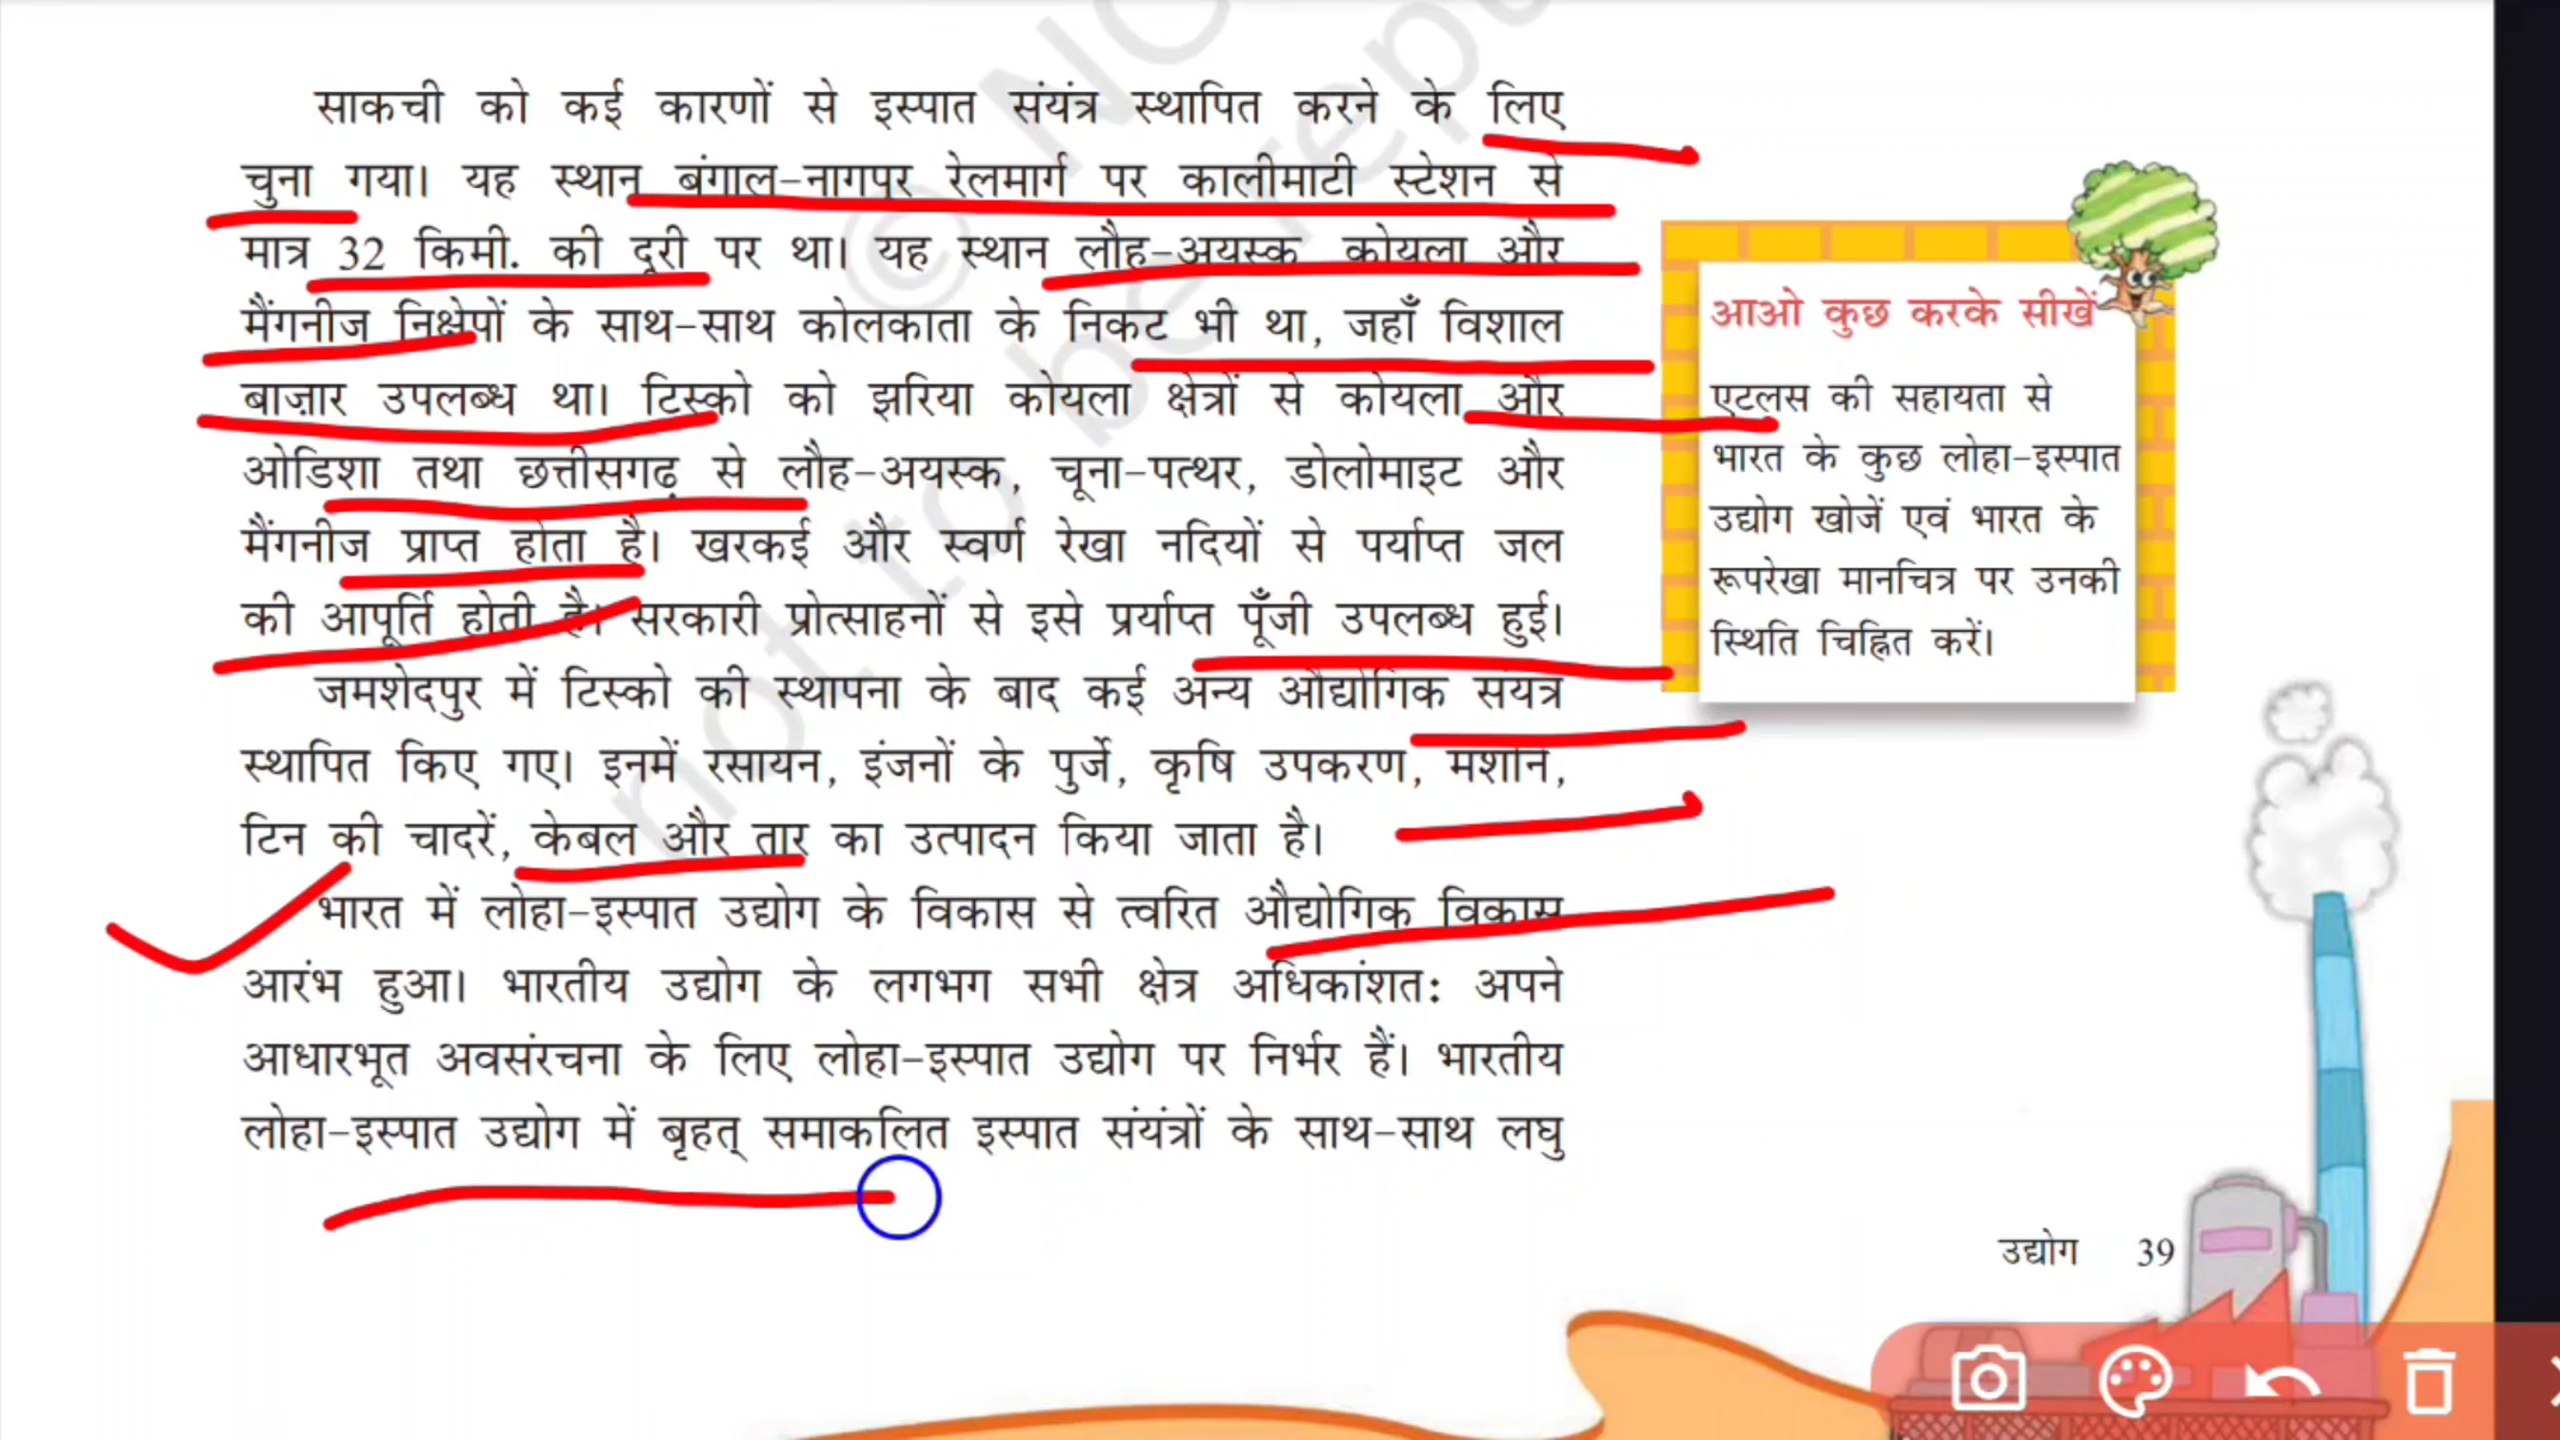 साकची को कई कारणों से इस्पात संयंत्र स्थापित करने के लिए
चुना गया। यह स्थान बंगाल-नागपुर रेलमार्ग पर कालीमाटी स्टेशन से
मात्र 32 किमी. की दूरी पर था। यह स्थान लौह-अयस्क कोयला और
मैंगनीज निक्षेपों के साथ-साथ कोलकाता के निकट भी था, जहाँ विशाल
बाज़ार उपलब्ध था। टिस्को को झरिया कोयला क्षेत्रों से कोयला और
ओडिशा तथा छत्तीसगढ़ से लौह-अयस्क, चूना-पत्थर, डोलोमाइट और
मैंगनीज प्राप्त होता है। खरकई और स्वर्ण रेखा नदियों से पर्याप्त जल
की आपूर्ति होती है। सरकारी प्रोत्साहनों से इसे प्रर्याप्त पूँजी उपलब्ध हुई।
जमशेदपुर में टिस्को की स्थापना के बाद कई अन्य औद्योगिक संयंत्र
स्थापित किए गए। इनमें रसायन, इंजनों के पुर्जे, कृषि उपकरण, मशीन,
टिन की चादरें, केबल और तार का उत्पादन किया जाता है।
भारत में लोहा-इस्पात उद्योग के विकास से त्वरित औद्योगिक विकास
आरंभ हुआ। भारतीय उद्योग के लगभग सभी क्षेत्र अधिकांशत: अपने
आधारभूत अवसंरचना के लिए लोहा-इस्पात उद्योग पर निर्भर हैं। भारतीय
लोहा-इस्पात उद्योग में बृहत् समाकलित इस्पात संयंत्रों के साथ-साथ लघु
आओ कुछ करके सीखें
एटलस की सहायता से
भारत के कुछ लोहा-इस्पात
उद्योग खोजें एवं भारत के
रूपरेखा मानचित्र पर उनकी
स्थिति चिह्नित करें।
उद्योग 39
not to be repu
© NC